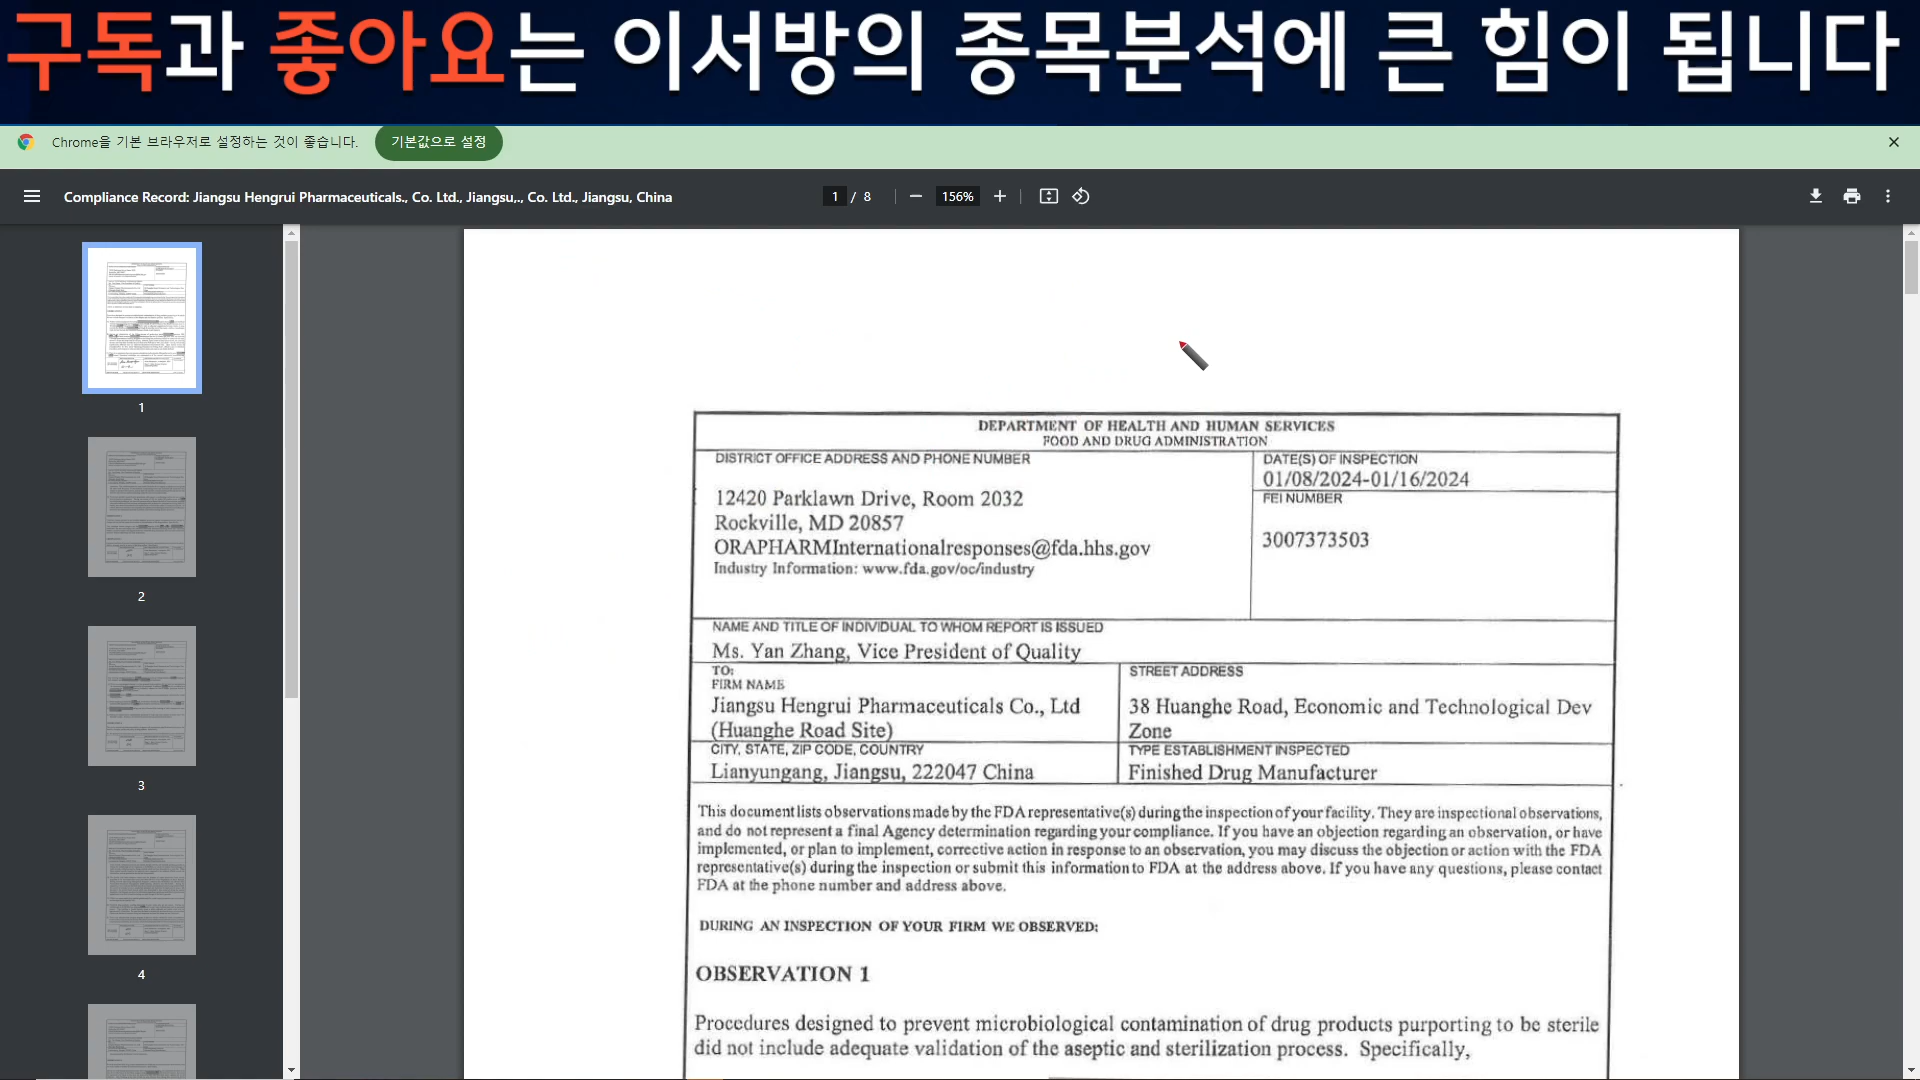 구독과 좋아요는 이서방의 종목분석에 큰 힘이 됩니다
Chrome을 기본 브라우저로 설정하는 것이 좋습니다. 기본값으로 설정
Compliance Record: Jiangsu Hengrui Pharmaceuticals., Co. Ltd., Jiangsu,., Co. Ltd., Jiangsu, China 1 / 8 156%
1
2
3
4
DEPARTMENT OF HEALTH AND HUMAN SERVICES
FOOD AND DRUG ADMINISTRATION
DISTRICT OFFICE ADDRESS AND PHONE NUMBER
12420 Parklawn Drive, Room 2032
Rockville, MD 20857
ORAPHARMInternationalresponses@fda.hhs.gov
Industry Information: www.fda.gov/oc/industry
DATE(S) OF INSPECTION
01/08/2024-01/16/2024
FEI NUMBER
3007373503
NAME AND TITLE OF INDIVIDUAL TO WHOM REPORT IS ISSUED
Ms. Yan Zhang, Vice President of Quality
TO:
FIRM NAME
Jiangsu Hengrui Pharmaceuticals Co., Ltd
(Huanghe Road Site)
STREET ADDRESS
38 Huanghe Road, Economic and Technological Dev
Zone
CITY, STATE, ZIP CODE, COUNTRY
Lianyungang, Jiangsu, 222047 China
TYPE ESTABLISHMENT INSPECTED
Finished Drug Manufacturer
This document lists observations made by the FDA representative(s) during the inspection of your facility. They are inspectional observations,
and do not represent a final Agency determination regarding your compliance. If you have an objection regarding an observation, or have
implemented, or plan to implement, corrective action in response to an observation, you may discuss the objection or action with the FDA
representative(s) during the inspection or submit this information to FDA at the address above. If you have any questions, please contact
FDA at the phone number and address above.
DURING AN INSPECTION OF YOUR FIRM WE OBSERVED:
OBSERVATION 1
Procedures designed to prevent microbiological contamination of drug products purporting to be sterile
did not include adequate validation of the aseptic and sterilization process. Specifically,